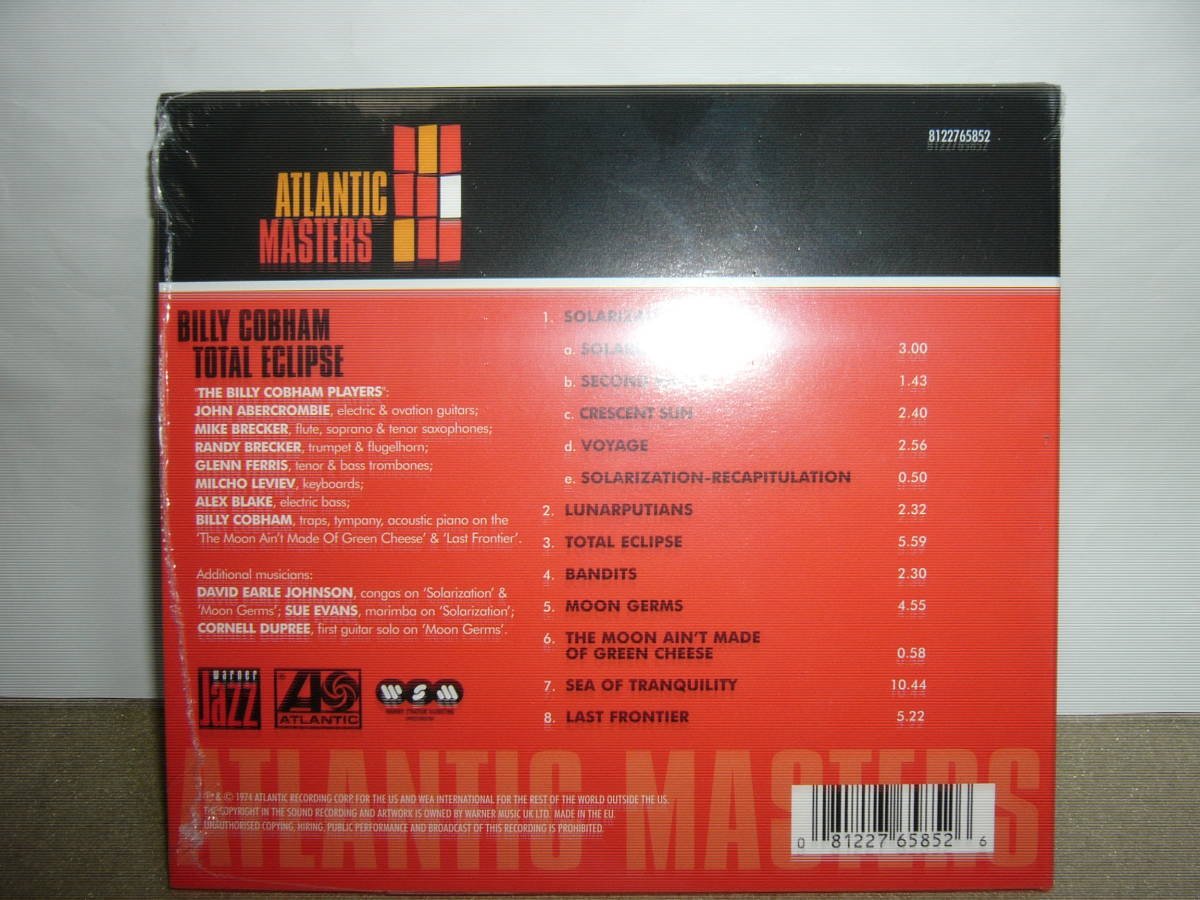 8122765852
ATLANTIC
MASTERS
BILLY COBHAM
TOTAL ECLIPSE
"THE BILLY COBHAM PLAYERS":
JOHN ABERCROMBIE, electric & ovation guitars;
MIKE BRECKER, flute, soprano & tenor saxophones;
RANDY BRECKER, trumpet & flugelhorn;
GLENN FERRIS, tenor & bass trombones;
MILCHO LEVIEV, keyboards;
ALEX BLAKE, electric bass;
BILLY COBHAM, traps, tympany, acoustic piano on the
'The Moon Ain't Made Of Green Cheese' & 'Last Frontier'.
Additional musicians:
DAVID EARLE JOHNSON, congas on 'Solarization' &
'Moon Germs'; SUE EVANS, marimba on 'Solarization';
CORNELL DUPREE, first guitar solo on 'Moon Germs'.
1.
a. 3.00
b. SECOND 1.43
c. CRESCENT SUN 2.40
d. VOYAGE 2.56
e. SOLARIZATION-RECAPITULATION 0.50
2. LUNARPUTIANS 2.32
3. TOTAL ECLIPSE 5.59
4. BANDITS 2.30
5. MOON GERMS 4.55
6. THE MOON AIN'T MADE
OF GREEN CHEESE 0.58
7. SEA OF TRANQUILITY 10.44
8. LAST FRONTIER 5.22
warner
Jazz
ATLANTIC
WSM
ATLANTIC MASTERS
℗ & © 1974 ATLANTIC RECORDING CORP. FOR THE US AND WEA INTERNATIONAL FOR THE REST OF THE WORLD OUTSIDE THE US.
THE COPYRIGHT IN THE SOUND RECORDING AND ARTWORK IS OWNED BY WARNER MUSIC UK LTD. MADE IN THE EU.
UNAUTHORISED COPYING, HIRING, PUBLIC PERFORMANCE AND BROADCAST OF THIS RECORDING IS PROHIBITED.
0 81227 65852 6